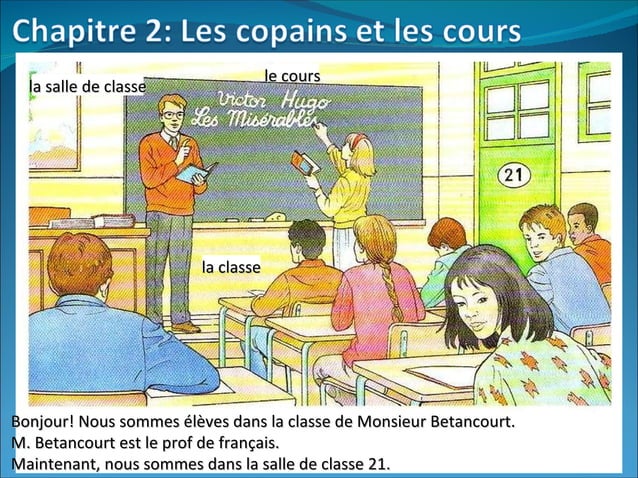 Chapitre 2: Les copains et les cours
la salle de classe
le cours
Victor Hugo
Les Misérables
21
la classe
Bonjour! Nous sommes élèves dans la classe de Monsieur Betancourt.
M. Betancourt est le prof de français.
Maintenant, nous sommes dans la salle de classe 21.